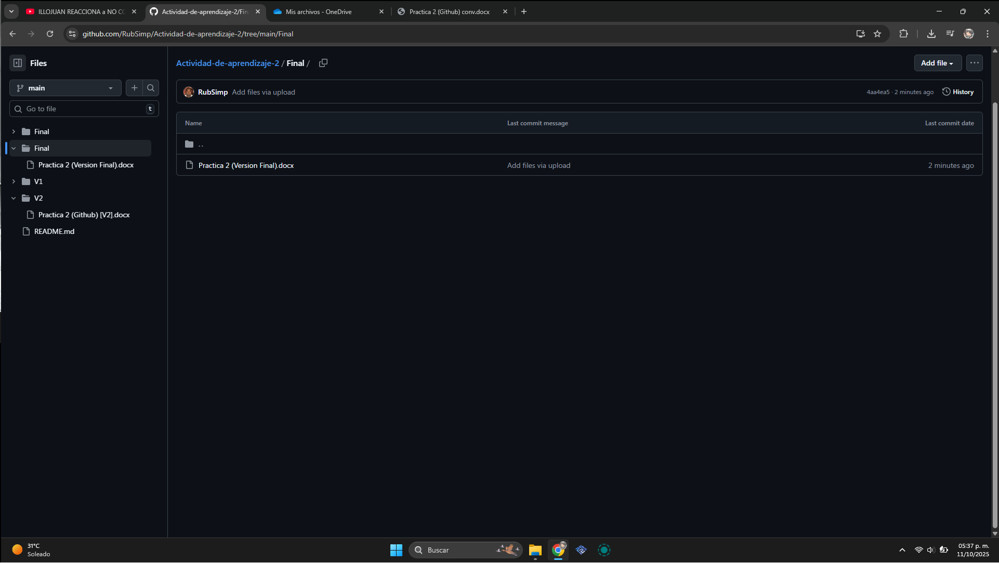 ILLOJUAN REACCIONA a NO CO
Actividad-de-aprendizaje-2/Fin
Mis archivos - OneDrive
Practica 2 (Github) conv.docx
github.com/RubSimp/Actividad-de-aprendizaje-2/tree/main/Final
Files
Actividad-de-aprendizaje-2 / Final /
Add file
main
RubSimp Add files via upload
4aa4ea5 · 2 minutes ago
History
Go to file
t
Name
Last commit message
Last commit date
Final
..
Final
Practica 2 (Version Final).docx
Practica 2 (Version Final).docx
Add files via upload
2 minutes ago
V1
V2
Practica 2 (Github) [V2].docx
README.md
31°C
Soleado
Buscar
05:37 p. m.
11/10/2025